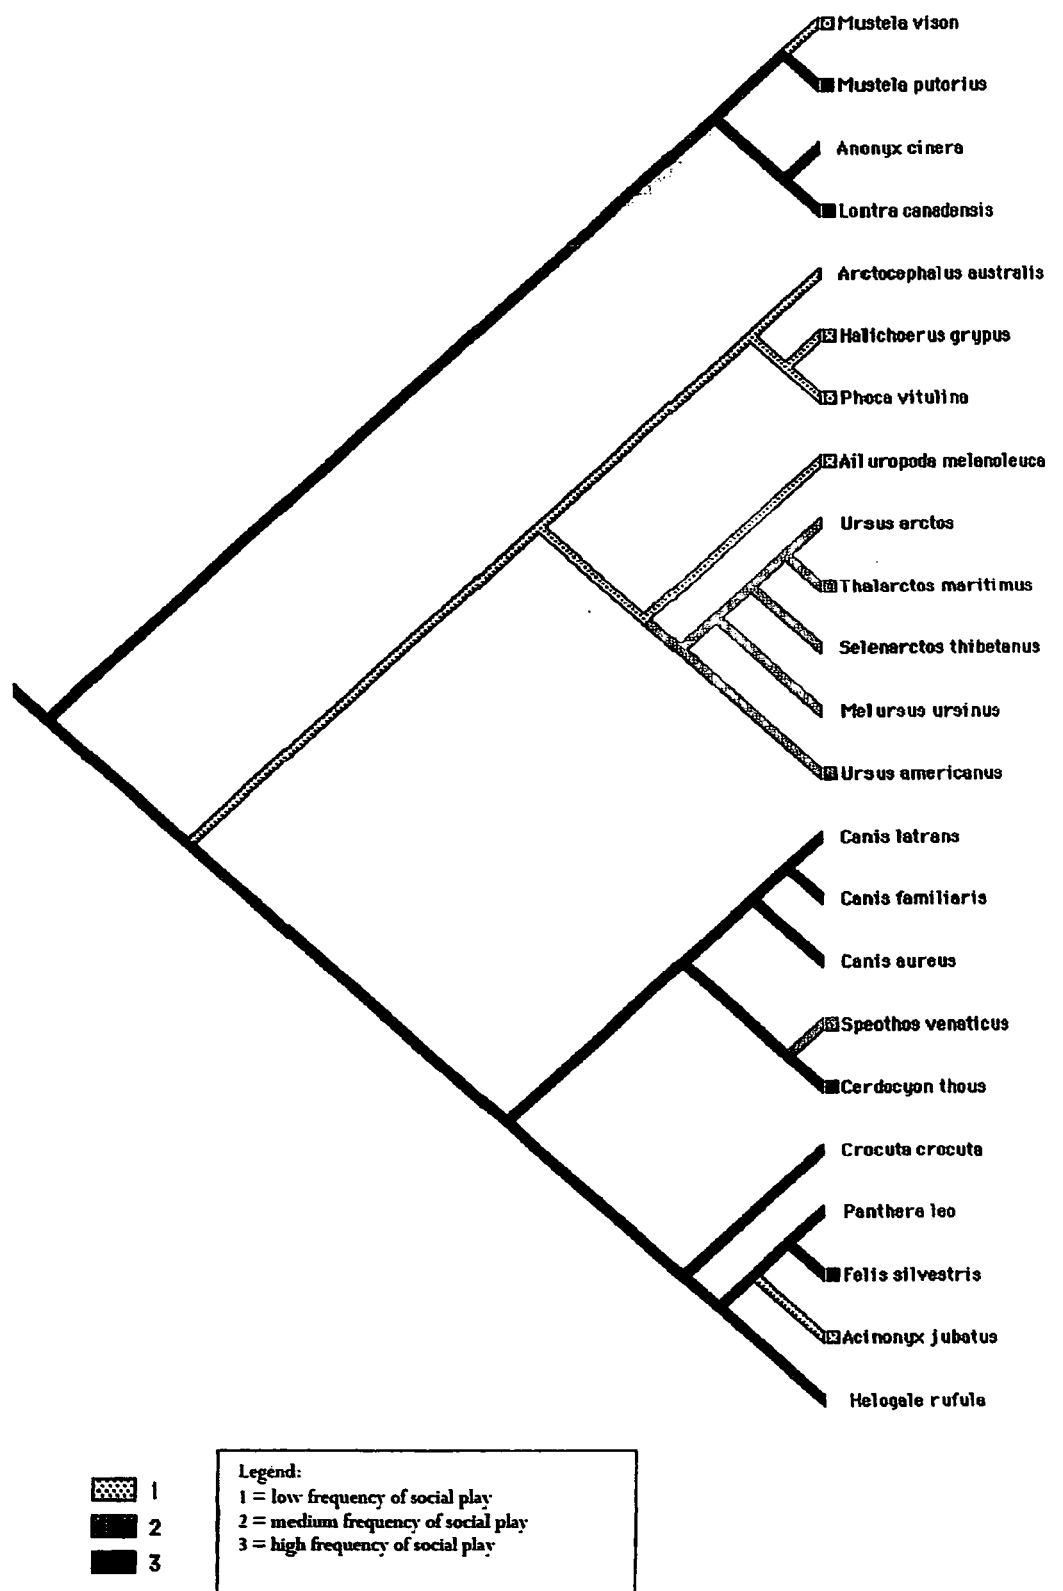 Mustela vison
Mustela putorius
Anonyx cinera
Lontra canadensis
Arctocephalus australis
Halichoerus grypus
Phoca vitulina
Ailuropoda melanoleuca
Ursus arctos
Thalarctos maritimus
Selenarctos thibetanus
Melursus ursinus
Ursus americanus
Canis latrans
Canis familiaris
Canis aureus
Speothos venaticus
Cerdocyon thous
Crocuta crocuta
Panthera leo
Felis silvestris
Acinonyx jubatus
Helogale rufula
1
2
3
Legend:
1 = low frequency of social play
2 = medium frequency of social play
3 = high frequency of social play